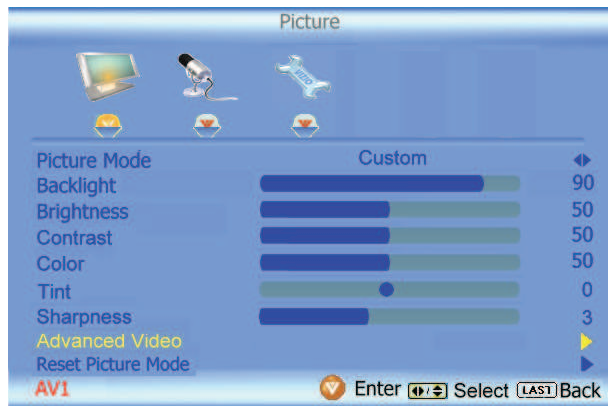 Picture
Picture Mode Custom
Backlight 90
Brightness 50
Contrast 50
Color 50
Tint 0
Sharpness 3
Advanced Video
Reset Picture Mode
AV1 Enter Select LAST Back